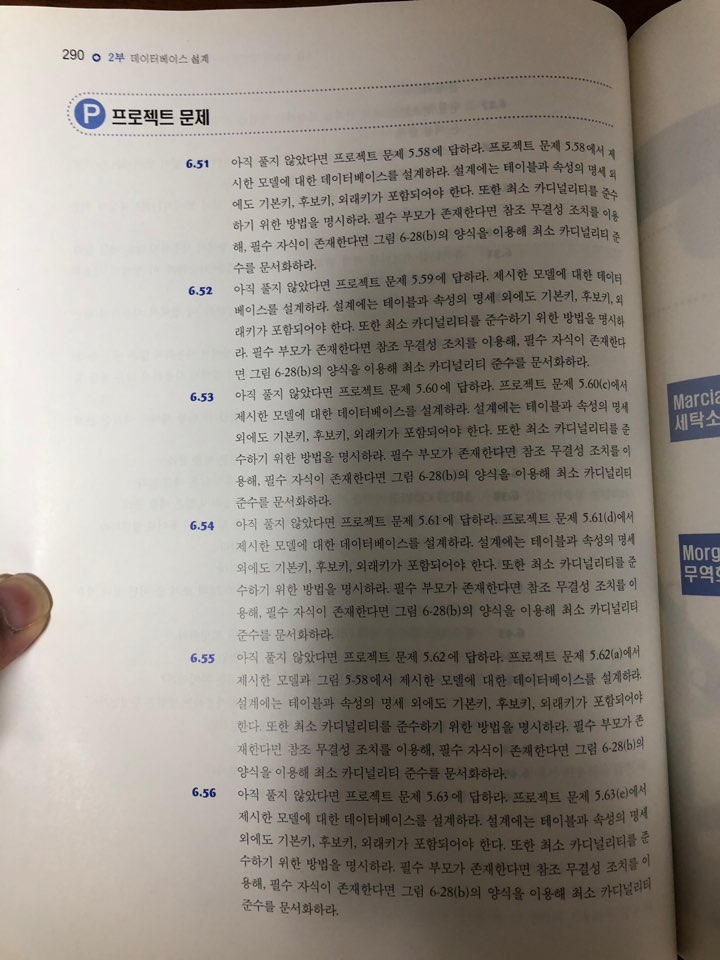 290 2부 데이터베이스 설계
P 프로젝트 문제
6.51 아직 풀지 않았다면 프로젝트 문제 5.58에 답하라. 프로젝트 문제 5.58에서 제
시한 모델에 대한 데이터베이스를 설계하라. 설계에는 테이블과 속성의 명세 외
에도 기본키, 후보키, 외래키가 포함되어야 한다. 또한 최소 카디널리티를 준수
하기 위한 방법을 명시하라. 필수 부모가 존재한다면 참조 무결성 조치를 이용
해, 필수 자식이 존재한다면 그림 6-28(b)의 양식을 이용해 최소 카디널리티 준
수를 문서화하라.
6.52 아직 풀지 않았다면 프로젝트 문제 5.59에 답하라. 제시한 모델에 대한 데이터
베이스를 설계하라. 설계에는 테이블과 속성의 명세 외에도 기본키, 후보키, 외
래키가 포함되어야 한다. 또한 최소 카디널리티를 준수하기 위한 방법을 명시하
라. 필수 부모가 존재한다면 참조 무결성 조치를 이용해, 필수 자식이 존재한다
면 그림 6-28(b)의 양식을 이용해 최소 카디널리티 준수를 문서화하라.
6.53 아직 풀지 않았다면 프로젝트 문제 5.60에 답하라. 프로젝트 문제 5.60(c)에서
제시한 모델에 대한 데이터베이스를 설계하라. 설계에는 테이블과 속성의 명세
외에도 기본키, 후보키, 외래키가 포함되어야 한다. 또한 최소 카디널리티를 준
수하기 위한 방법을 명시하라. 필수 부모가 존재한다면 참조 무결성 조치를 이
용해, 필수 자식이 존재한다면 그림 6-28(b)의 양식을 이용해 최소 카디널리티
준수를 문서화하라.
6.54 아직 풀지 않았다면 프로젝트 문제 5.61에 답하라. 프로젝트 문제 5.61(d)에서
제시한 모델에 대한 데이터베이스를 설계하라. 설계에는 테이블과 속성의 명세
외에도 기본키, 후보키, 외래키가 포함되어야 한다. 또한 최소 카디널리티를 준
수하기 위한 방법을 명시하라. 필수 부모가 존재한다면 참조 무결성 조치를 이
용해, 필수 자식이 존재한다면 그림 6-28(b)의 양식을 이용해 최소 카디널리티
준수를 문서화하라.
6.55 아직 풀지 않았다면 프로젝트 문제 5.62에 답하라. 프로젝트 문제 5.62(a)에서
제시한 모델과 그림 5-58에서 제시한 모델에 대한 데이터베이스를 설계하라.
설계에는 테이블과 속성의 명세 외에도 기본키, 후보키, 외래키가 포함되어야
한다. 또한 최소 카디널리티를 준수하기 위한 방법을 명시하라. 필수 부모가 존
재한다면 참조 무결성 조치를 이용해, 필수 자식이 존재한다면 그림 6-28(b)의
양식을 이용해 최소 카디널리티 준수를 문서화하라.
6.56 아직 풀지 않았다면 프로젝트 문제 5.63에 답하라. 프로젝트 문제 5.63(e)에서
제시한 모델에 대한 데이터베이스를 설계하라. 설계에는 테이블과 속성의 명세
외에도 기본키, 후보키, 외래키가 포함되어야 한다. 또한 최소 카디널리티를 준
수하기 위한 방법을 명시하라. 필수 부모가 존재한다면 참조 무결성 조치를 이
용해, 필수 자식이 존재한다면 그림 6-28(b)의 양식을 이용해 최소 카디널리티
준수를 문서화하라.
Marcia
세탁소
Morg
무역회